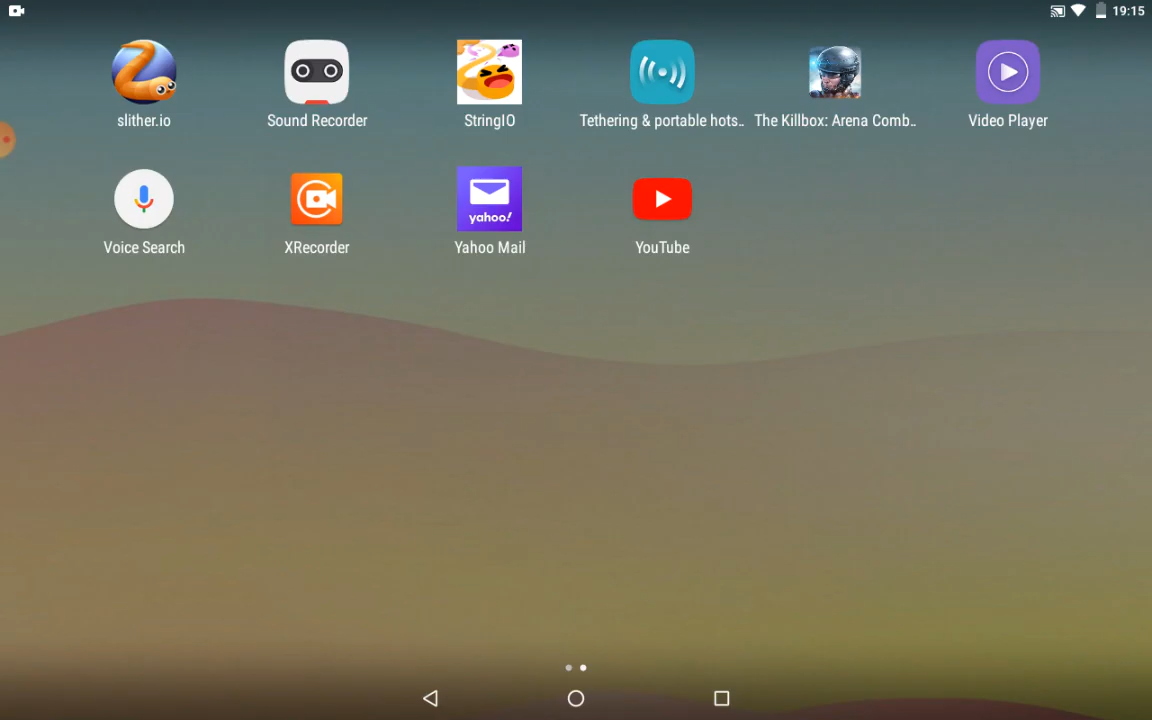 19:15
slither.io
Sound Recorder
StringIO
Tethering & portable hots..
The Killbox: Arena Comb..
Video Player
Voice Search
XRecorder
yahoo!
Yahoo Mail
YouTube